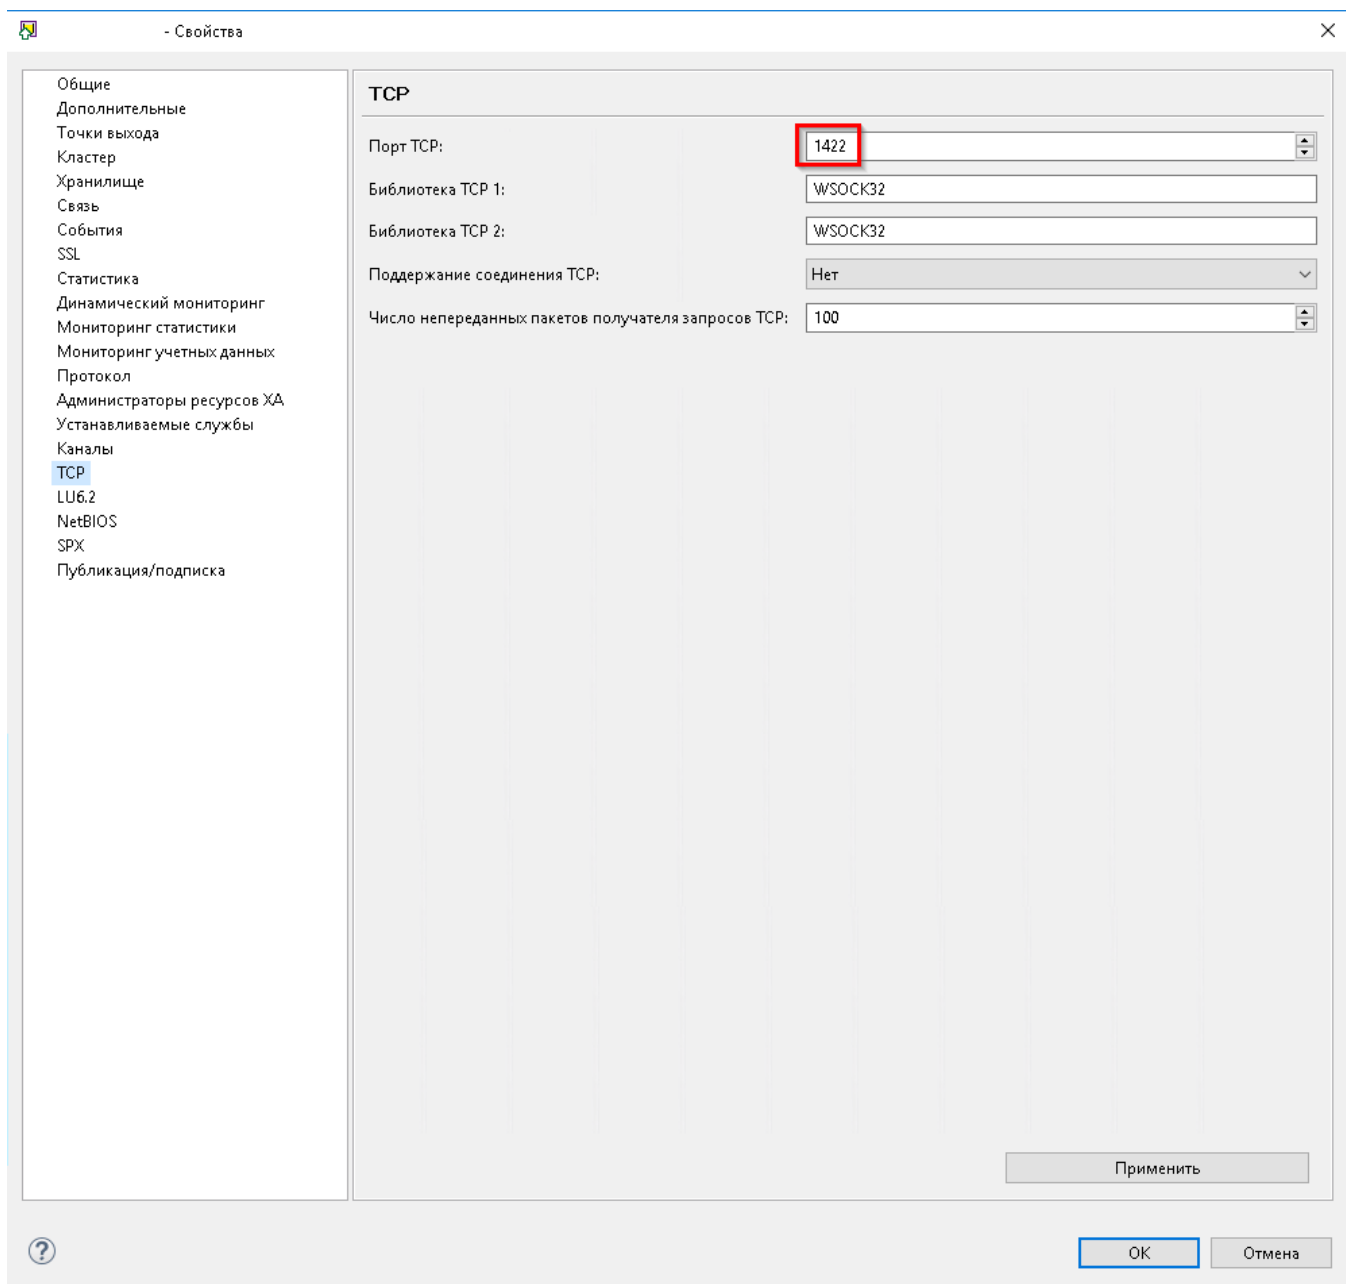 - Свойства
Общие
Дополнительные
Точки выхода
Кластер
Хранилище
Связь
События
SSL
Статистика
Динамический мониторинг
Мониторинг статистики
Мониторинг учетных данных
Протокол
Администраторы ресурсов XA
Устанавливаемые службы
Каналы
TCP
LU6.2
NetBIOS
SPX
Публикация/подписка
TCP
Порт TCP: 1422
Библиотека TCP 1: WSOCK32
Библиотека TCP 2: WSOCK32
Поддержание соединения TCP: Нет
Число непереданных пакетов получателя запросов TCP: 100
Применить
? OK Отмена